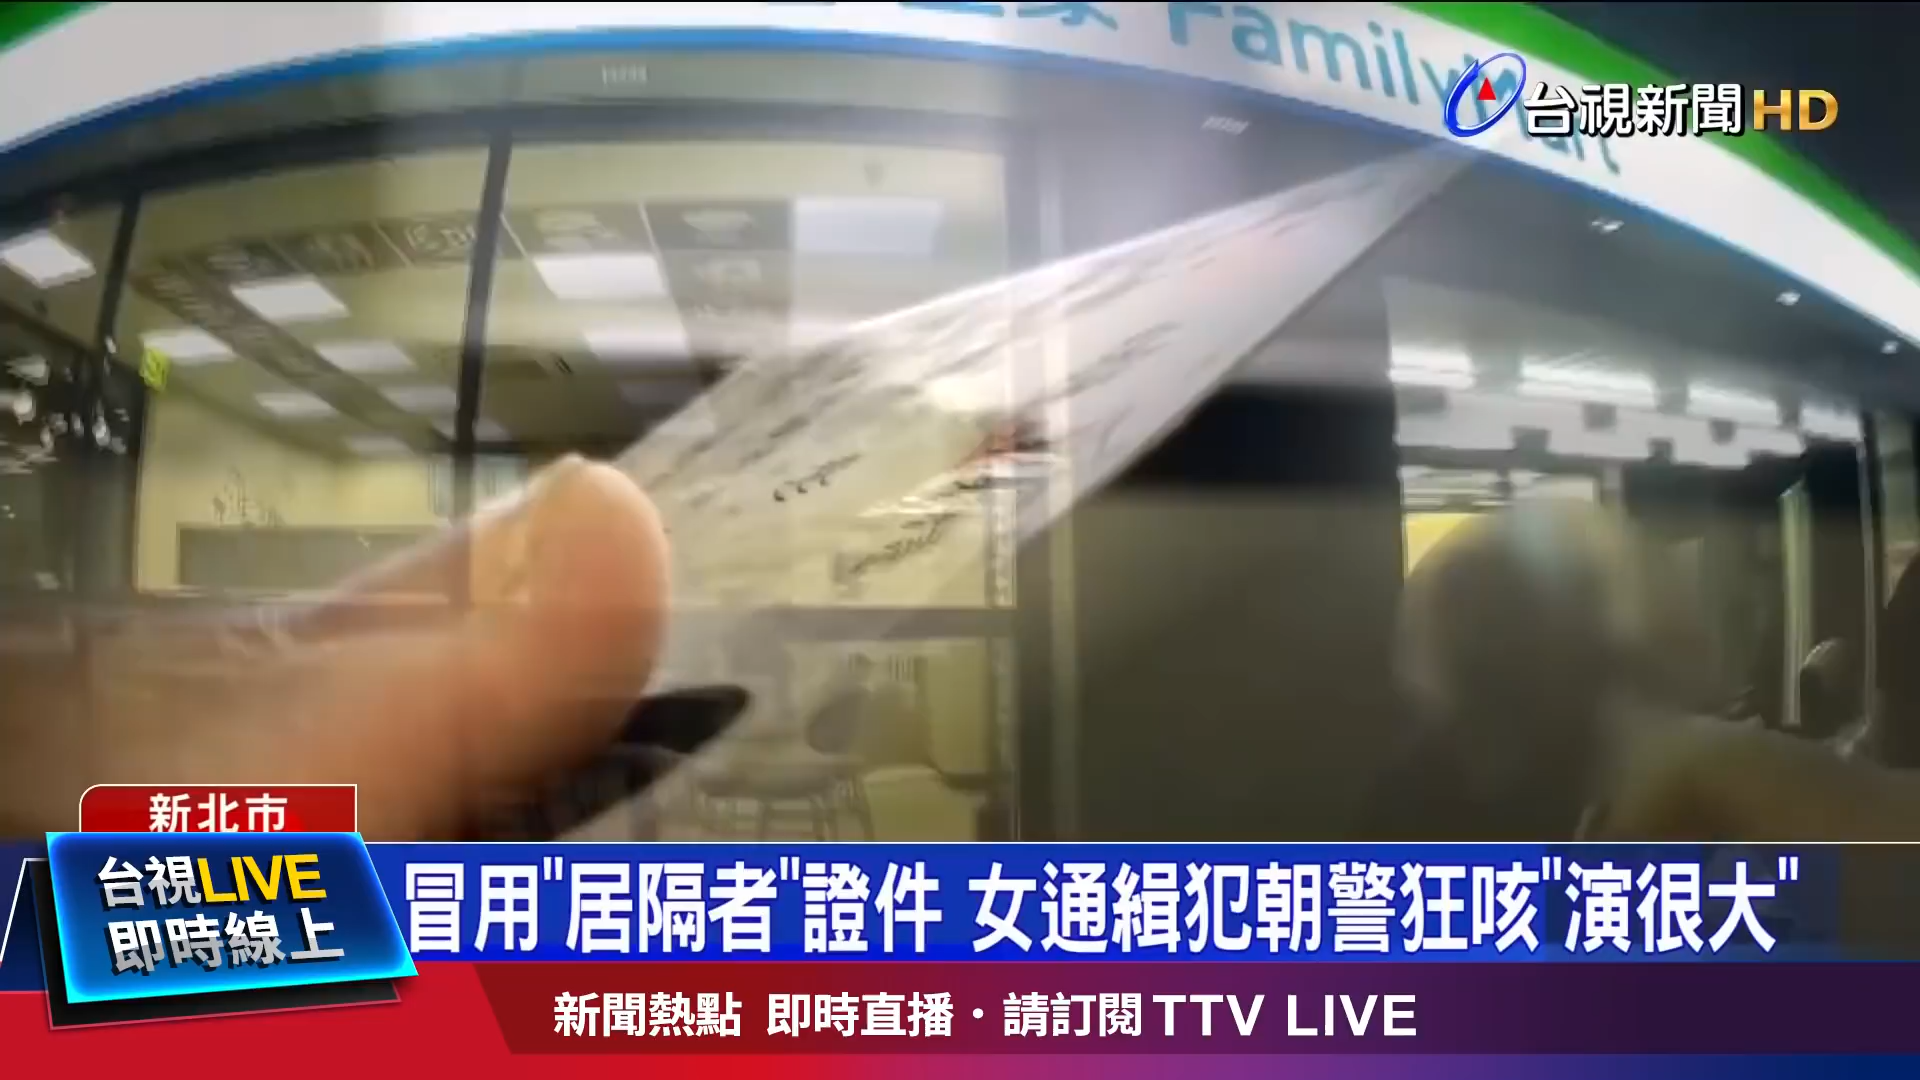 FamilyMart
台視新聞HD
新北市
台視LIVE
即時線上
冒用"居隔者"證件 女通緝犯朝警狂咳"演很大"
新聞熱點 即時直播·請訂閱TTV LIVE